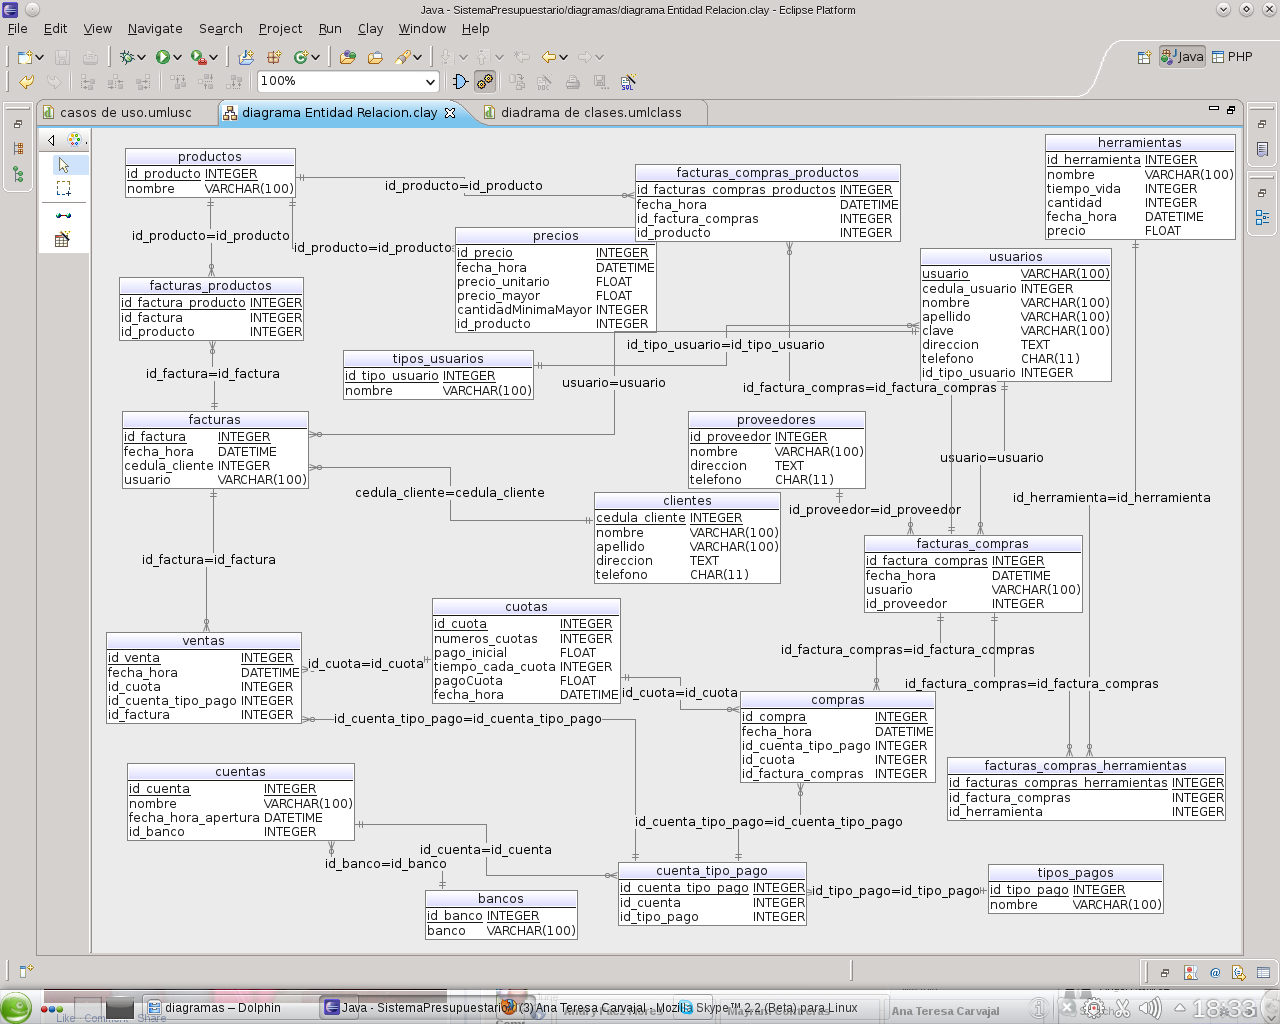 Java - SistemaPresupuestario/diagramas/diagrama Entidad Relacion.clay - Eclipse Platform
File Edit View Navigate Search Project Run Clay Window Help
100%
Java PHP
casos de uso.umlusc
diagrama Entidad Relacion.clay
diadrama de clases.umlclass
productos
id_producto INTEGER
nombre VARCHAR(100)
id_producto=id_producto
id_producto=id_producto
id_producto=id_producto
facturas_compras_productos
id_facturas_compras_productos INTEGER
fecha_hora DATETIME
id_factura_compras INTEGER
id_producto INTEGER
herramientas
id_herramienta INTEGER
nombre VARCHAR(100)
tiempo_vida INTEGER
cantidad INTEGER
fecha_hora DATETIME
precio FLOAT
precios
id_precio INTEGER
fecha_hora DATETIME
precio_unitario FLOAT
precio_mayor FLOAT
cantidadMinimaMayor INTEGER
id_producto INTEGER
usuarios
usuario VARCHAR(100)
cedula_usuario INTEGER
nombre VARCHAR(100)
apellido VARCHAR(100)
clave VARCHAR(100)
direccion TEXT
telefono CHAR(11)
id_tipo_usuario INTEGER
facturas_productos
id_factura_producto INTEGER
id_factura INTEGER
id_producto INTEGER
id_factura=id_factura
tipos_usuarios
id_tipo_usuario INTEGER
nombre VARCHAR(100)
id_tipo_usuario=id_tipo_usuario
usuario=usuario
id_factura_compras=id_factura_compras
facturas
id_factura INTEGER
fecha_hora DATETIME
cedula_cliente INTEGER
usuario VARCHAR(100)
proveedores
id_proveedor INTEGER
nombre VARCHAR(100)
direccion TEXT
telefono CHAR(11)
usuario=usuario
cedula_cliente=cedula_cliente
clientes
cedula_cliente INTEGER
nombre VARCHAR(100)
apellido VARCHAR(100)
direccion TEXT
telefono CHAR(11)
id_proveedor=id_proveedor
id_herramienta=id_herramienta
facturas_compras
id_factura_compras INTEGER
fecha_hora DATETIME
usuario VARCHAR(100)
id_proveedor INTEGER
id_factura=id_factura
cuotas
id_cuota INTEGER
numeros_cuotas INTEGER
pago_inicial FLOAT
tiempo_cada_cuota INTEGER
pagoCuota FLOAT
fecha_hora DATETIME
ventas
id_venta INTEGER
fecha_hora DATETIME
id_cuota INTEGER
id_cuenta_tipo_pago INTEGER
id_factura INTEGER
id_cuota=id_cuota
id_cuota=id_cuota
id_factura_compras=id_factura_compras
id_factura_compras=id_factura_compras
id_cuenta_tipo_pago=id_cuenta_tipo_pago
compras
id_compra INTEGER
fecha_hora DATETIME
id_cuenta_tipo_pago INTEGER
id_cuota INTEGER
id_factura_compras INTEGER
facturas_compras_herramientas
id_facturas_compras_herramientas INTEGER
id_factura_compras INTEGER
id_herramienta INTEGER
cuentas
id_cuenta INTEGER
nombre VARCHAR(100)
fecha_hora_apertura DATETIME
id_banco INTEGER
id_cuenta_tipo_pago=id_cuenta_tipo_pago
id_cuenta=id_cuenta
id_banco=id_banco
cuenta_tipo_pago
id_cuenta_tipo_pago INTEGER
id_cuenta INTEGER
id_tipo_pago INTEGER
id_tipo_pago=id_tipo_pago
tipos_pagos
id_tipo_pago INTEGER
nombre VARCHAR(100)
bancos
id_banco INTEGER
banco VARCHAR(100)
diagramas – Dolphin
Java - SistemaPresupuestario/
(3) Ana Teresa Carvajal - Mozilla
Skype™ 2.2 (Beta) para Linux
18:33
Like · Comment · Share
Ana Teresa Carvajal